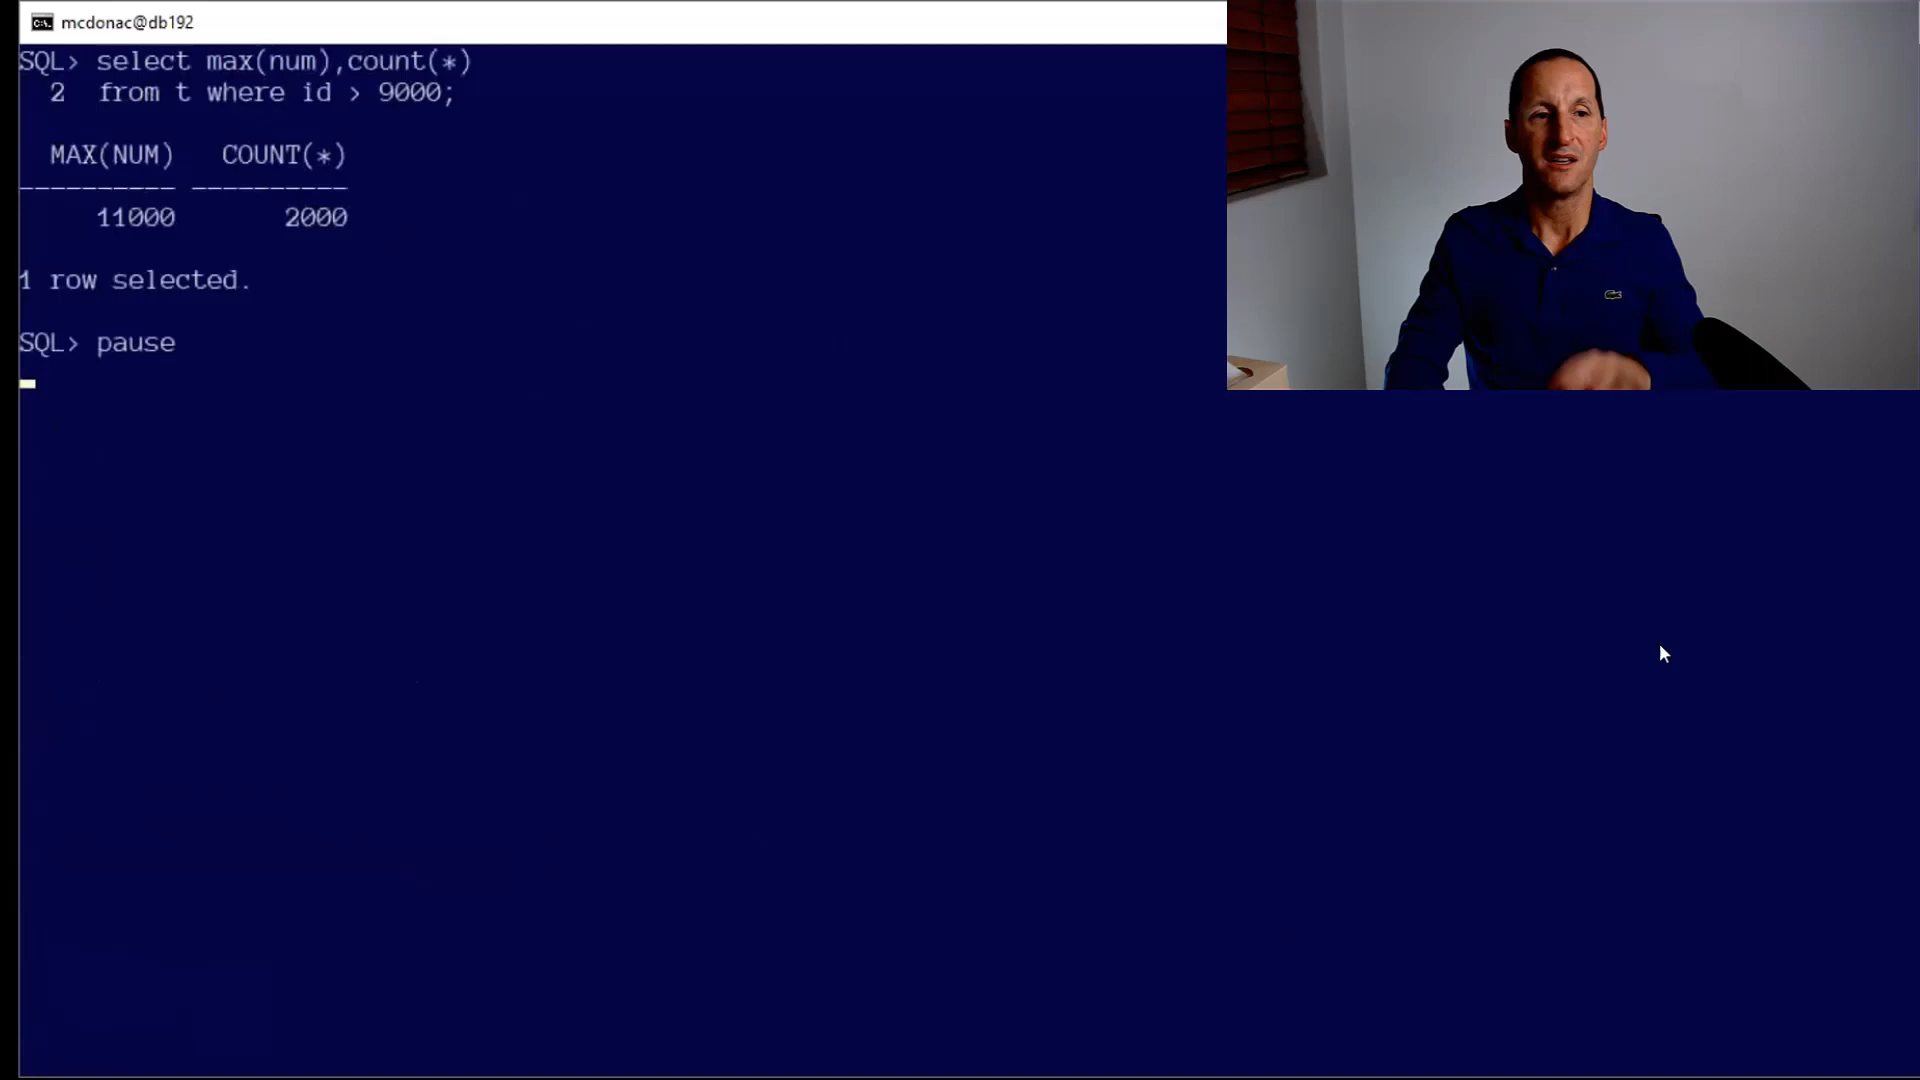 mcdonac@db192
SQL> select max(num),count(*)
2 from t where id > 9000;
MAX(NUM) COUNT(*)
---------- ----------
11000 2000
1 row selected.
SQL> pause